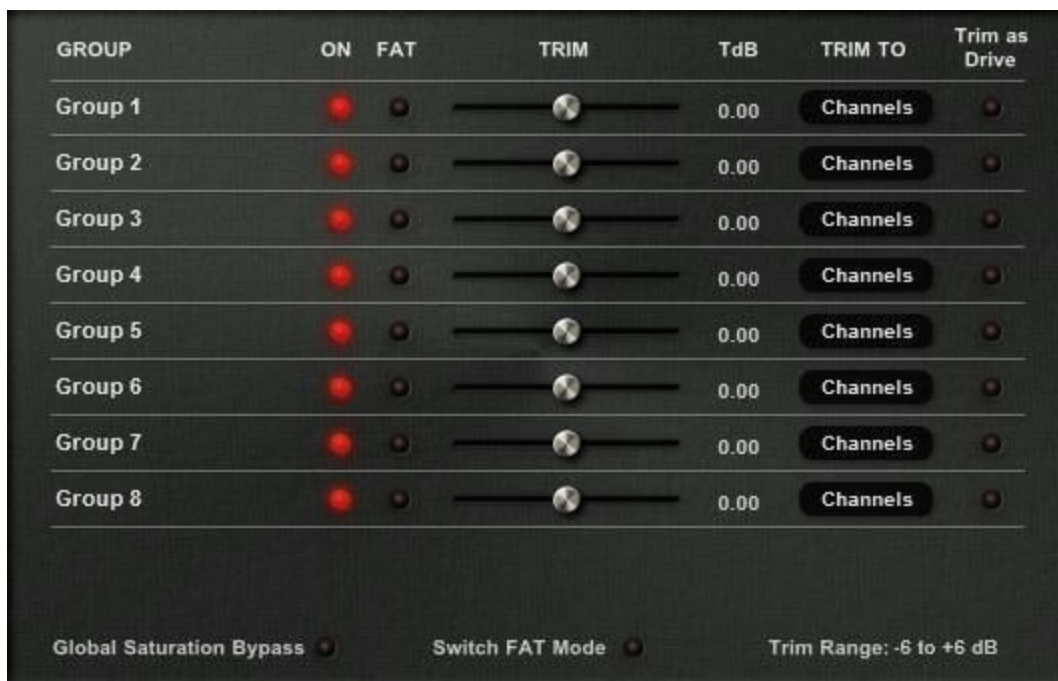 GROUP ON FAT TRIM TdB TRIM TO Trim as Drive
Group 1 0.00 Channels
Group 2 0.00 Channels
Group 3 0.00 Channels
Group 4 0.00 Channels
Group 5 0.00 Channels
Group 6 0.00 Channels
Group 7 0.00 Channels
Group 8 0.00 Channels
Global Saturation Bypass Switch FAT Mode Trim Range: -6 to +6 dB